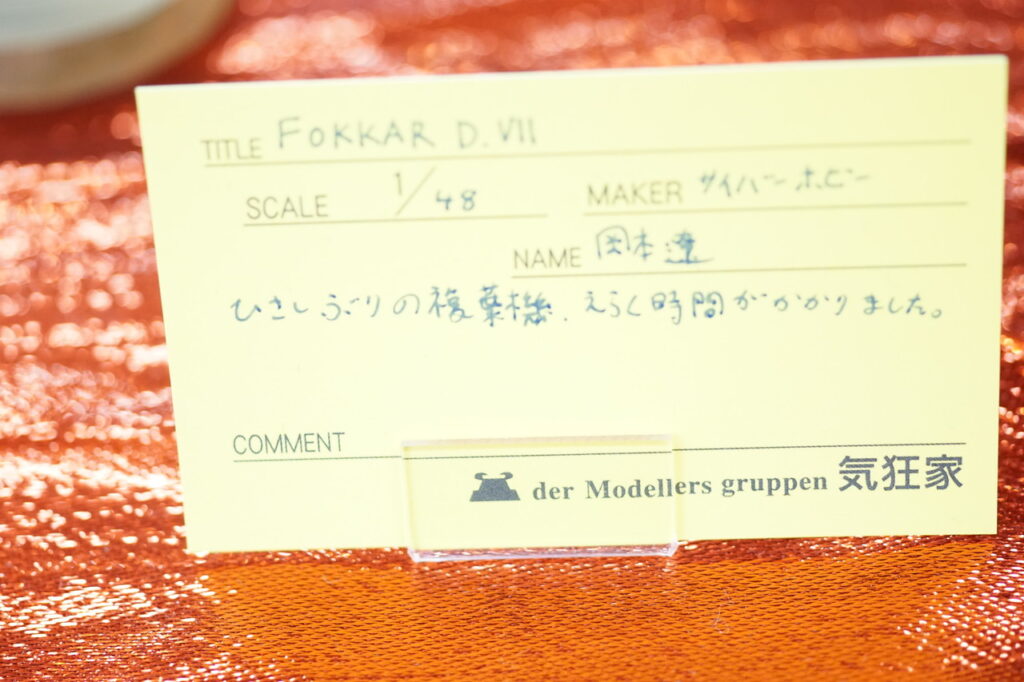 TITLE FOKKAR D.VII
SCALE 1/48 MAKER サイバーホビー
NAME 岡本 遼
ひさしぶりの複葉機、えらく時間がかかりました。
COMMENT
der Modellers gruppen 気狂家